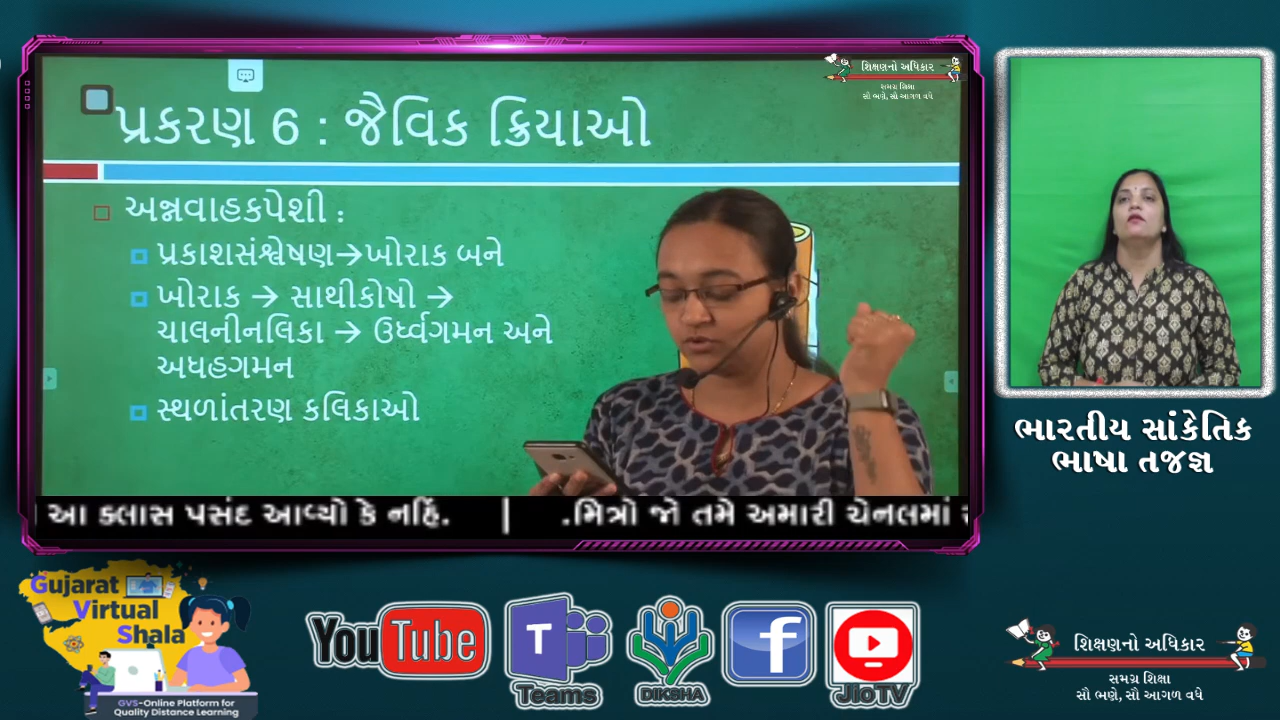 પ્રકરણ 6 : જૈવિક ક્રિયાઓ
શિક્ષણનો અધિકાર
સમગ્ર શિક્ષા
સૌ ભણે, સૌ આગળ વધે
અન્નવાહકપેશી :
પ્રકાશસંશ્વેષણ→ખોરાક બને
ખોરાક → સાથીકોષો →
ચાલનીનલિકા → ઉર્ધ્વગમન અને
અધહગમન
સ્થળાંતરણ કલિકાઓ
આ ક્લાસ પસંદ આવ્યો કે નહિં. | .મિત્રો જો તમે અમારી ચેનલમાં
ભારતીય સાંકેતિક
ભાષા તજજ્ઞ
Gujarat
Virtual
Shala
GVS-Online Platform for
Quality Distance Learning
YouTube
T
Teams
DIKSHA
f
JioTV
શિક્ષણનો અધિકાર
સમગ્ર શિક્ષા
સૌ ભણે, સૌ આગળ વધે